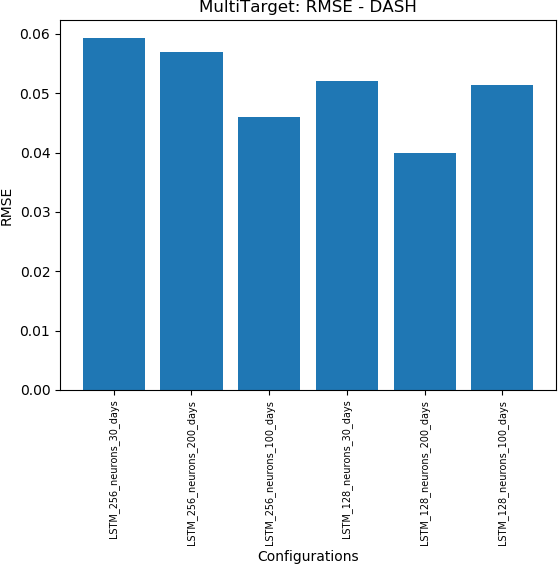 MultiTarget: RMSE - DASH
0.06
0.05
0.04
0.03
0.02
0.01
0.00
RMSE
LSTM_256_neurons_30_days
LSTM_256_neurons_200_days
LSTM_256_neurons_100_days
LSTM_128_neurons_30_days
LSTM_128_neurons_200_days
LSTM_128_neurons_100_days
Configurations